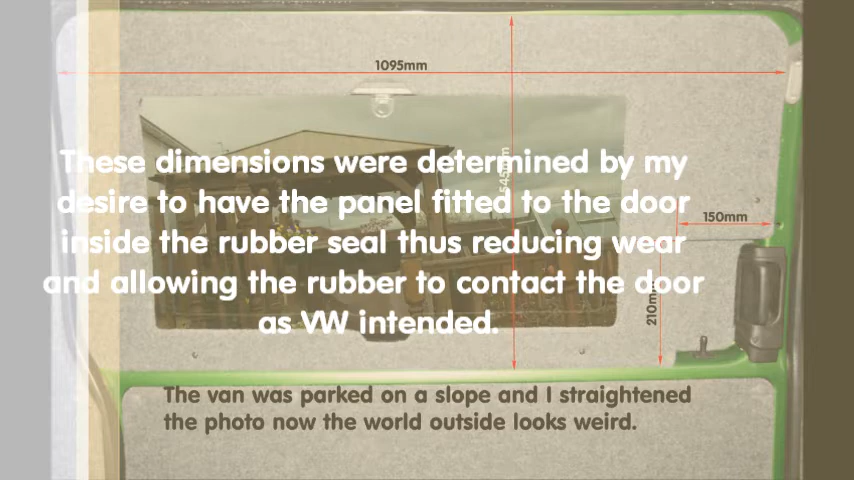 1095mm
These dimensions were determined by my
desire to have the panel fitted to the door
inside the rubber seal thus reducing wear
and allowing the rubber to contact the door
as VW intended.
545mm
150mm
210mm
The van was parked on a slope and I straightened
the photo now the world outside looks weird.